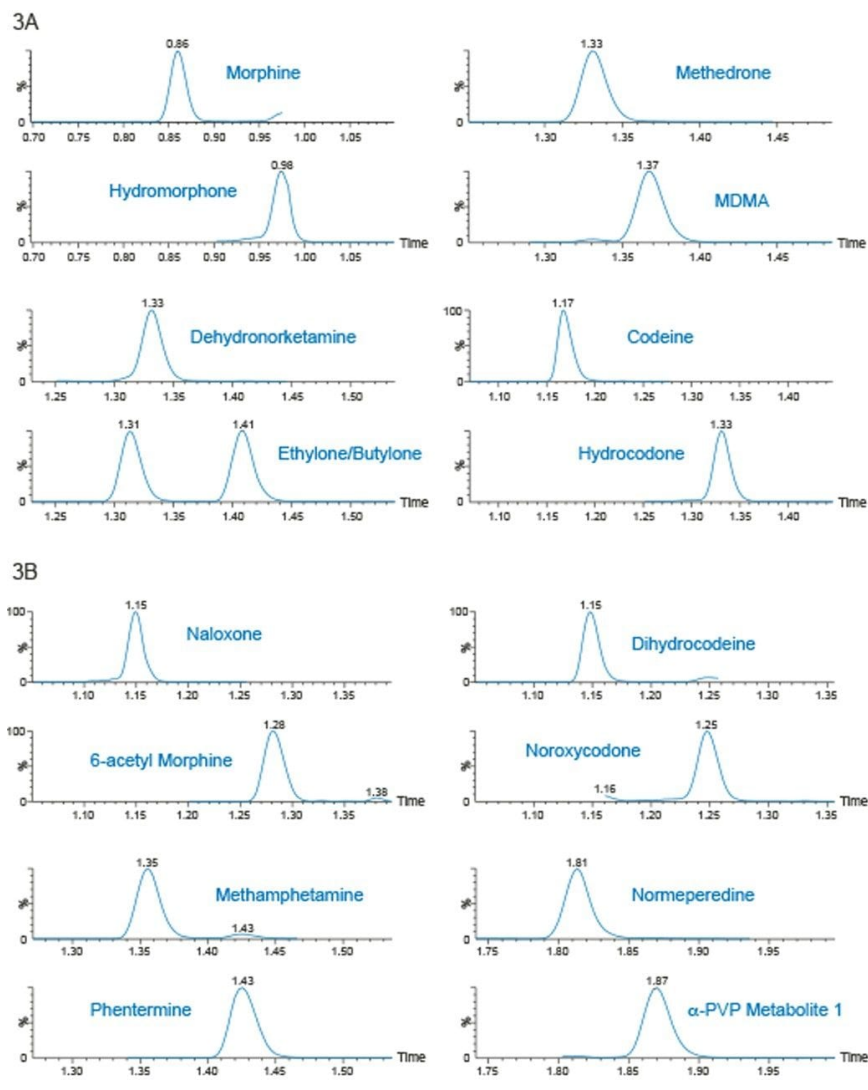 3A
0.86
Morphine
%
0
0.70 0.75 0.80 0.85 0.90 0.95 1.00 1.05
0.98
Hydromorphone
%
0
Time
0.70 0.75 0.80 0.85 0.90 0.95 1.00 1.05
1.33
Methedrone
%
0
1.30 1.35 1.40 1.45
1.37
MDMA
%
0
Time
1.30 1.35 1.40 1.45
1.33
Dehydronorketamine
%
0
1.25 1.30 1.35 1.40 1.45 1.50
1.31 1.41
Ethylone/Butylone
%
0
Time
1.25 1.30 1.35 1.40 1.45 1.50
1.17
100
Codeine
%
0
1.10 1.15 1.20 1.25 1.30 1.35 1.40
1.33
Hydrocodone
%
0
Time
1.10 1.15 1.20 1.25 1.30 1.35 1.40
3B
1.15
100
Naloxone
%
0
1.10 1.15 1.20 1.25 1.30 1.35
1.28
100
6-acetyl Morphine
%
1.38
0
Time
1.10 1.15 1.20 1.25 1.30 1.35
1.15
Dihydrocodeine
%
0
1.10 1.15 1.20 1.25 1.30 1.35
1.25
Noroxycodone
%
1.16
0
Time
1.10 1.15 1.20 1.25 1.30 1.35
1.35
Methamphetamine
%
1.43
0
1.30 1.35 1.40 1.45 1.50
1.43
Phentermine
%
0
Time
1.30 1.35 1.40 1.45 1.50
1.81
Normeperedine
%
0
1.75 1.80 1.85 1.90 1.95
1.87
α-PVP Metabolite 1
%
0
Time
1.75 1.80 1.85 1.90 1.95